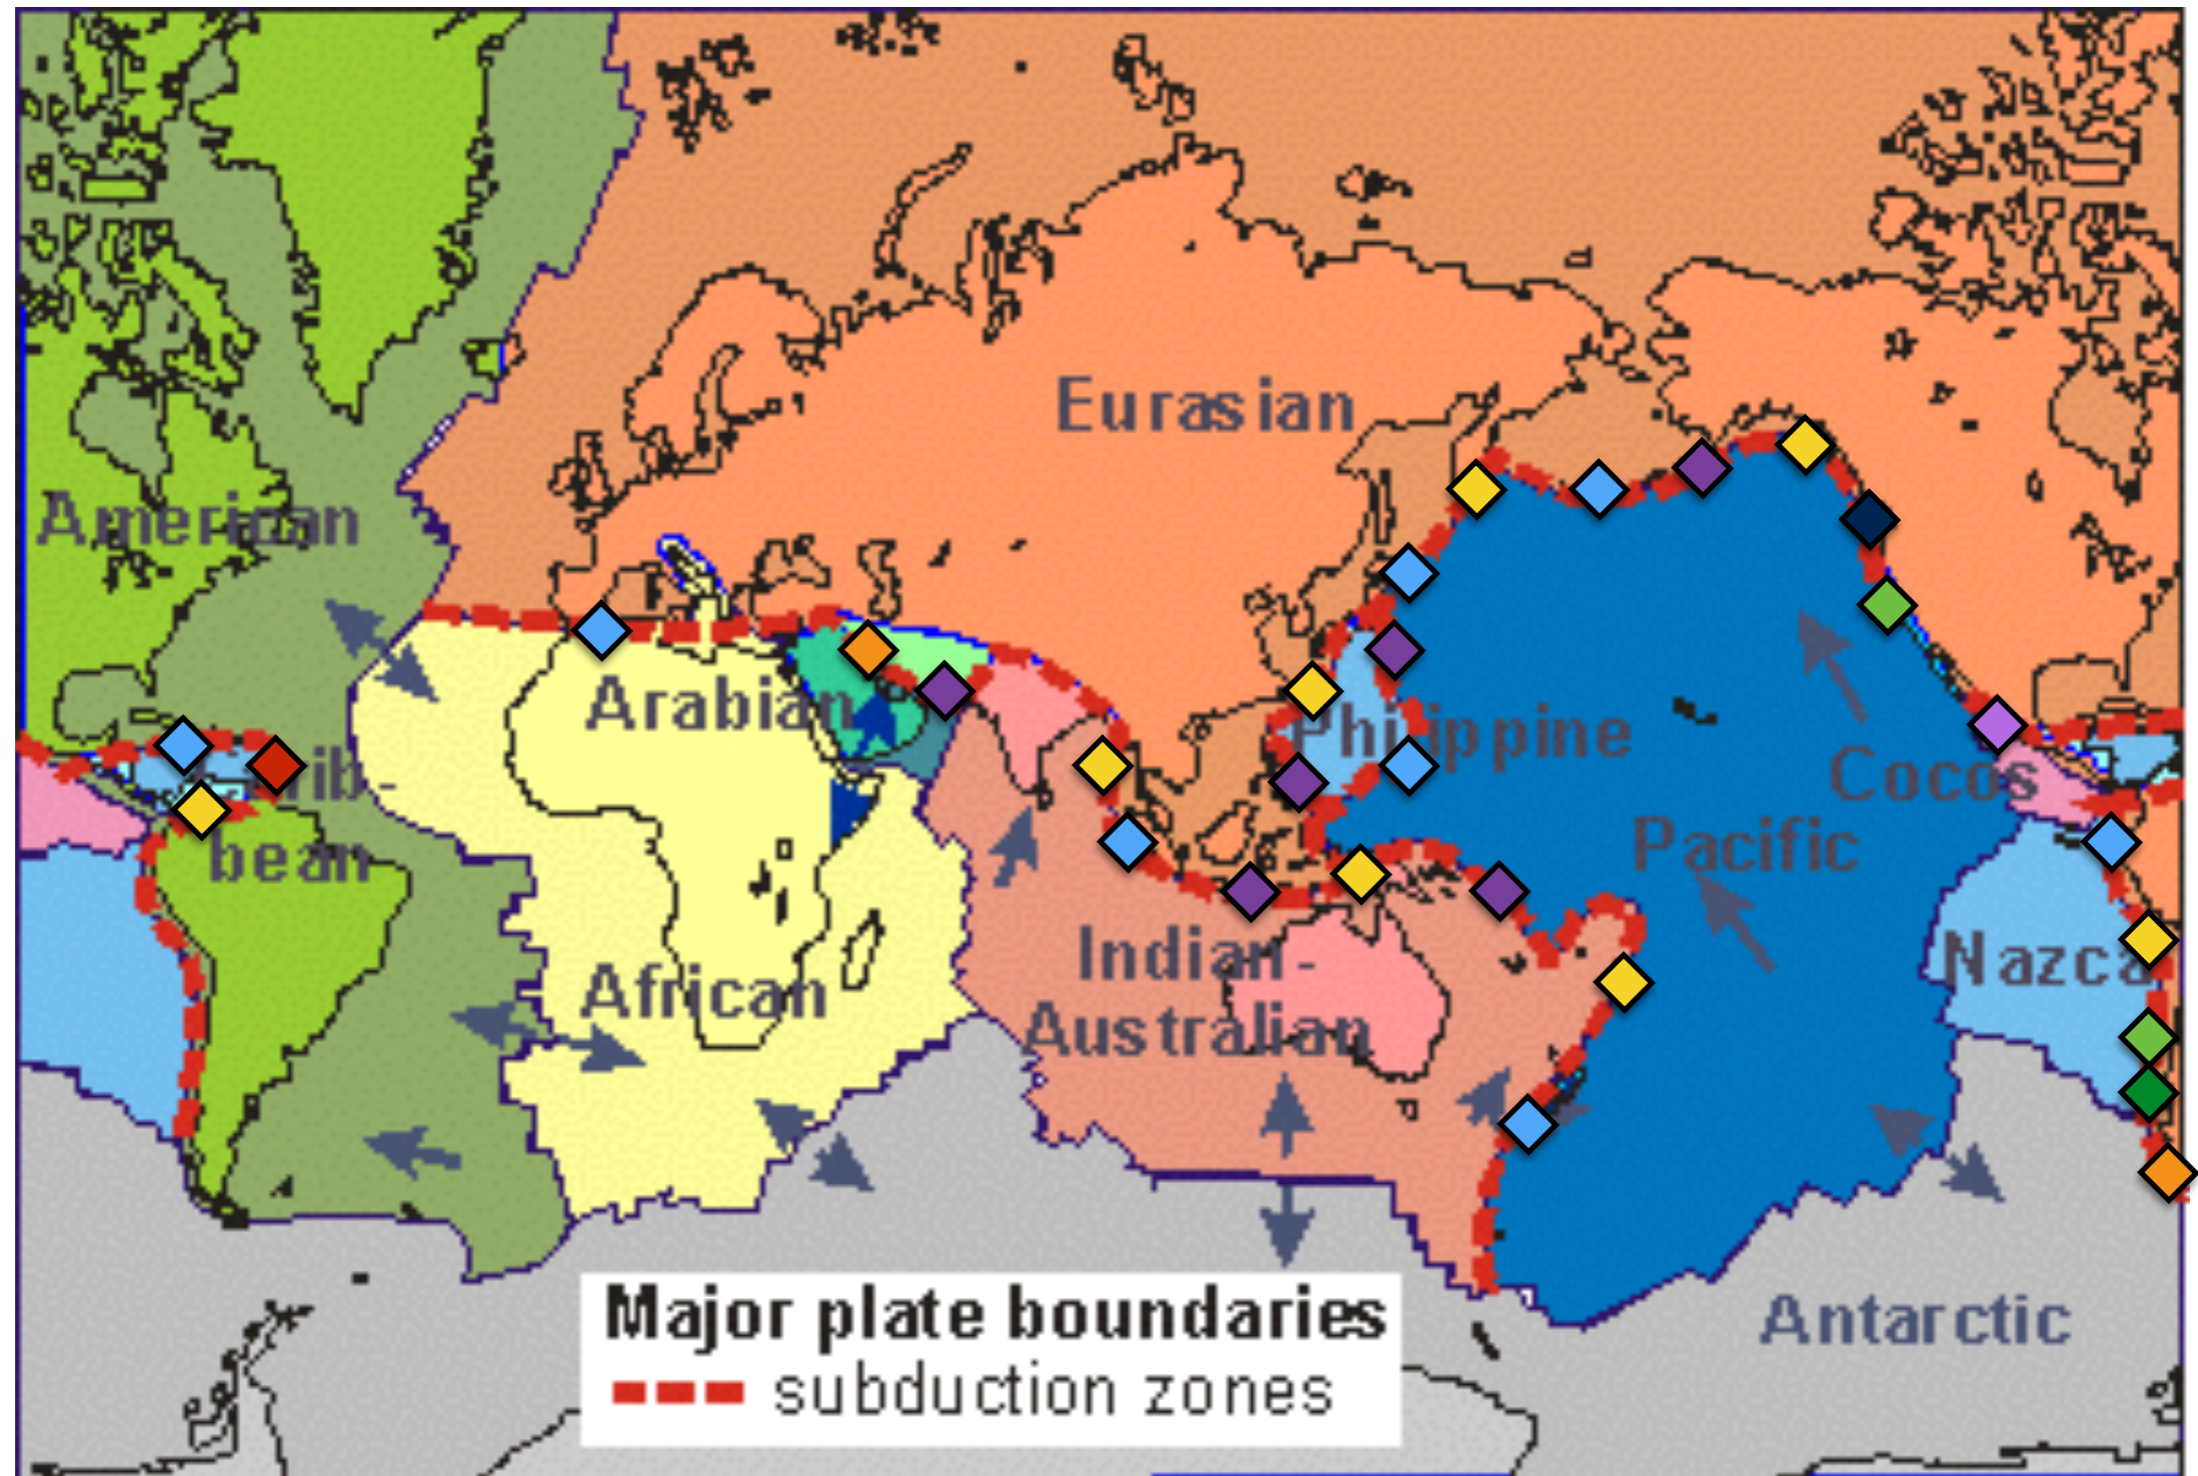 Eurasian
American
Arabian
Philippine
Carib-
bean
Cocos
Pacific
Indian-
Australian
African
Nazca
Antarctic
Major plate boundaries
subduction zones